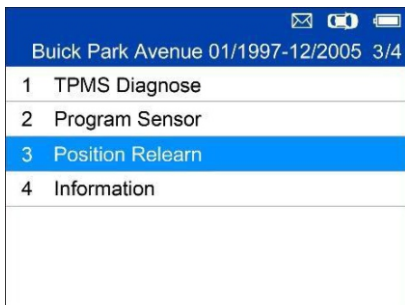 Buick Park Avenue 01/1997-12/2005 3/4
1 TPMS Diagnose
2 Program Sensor
3 Position Relearn
4 Information